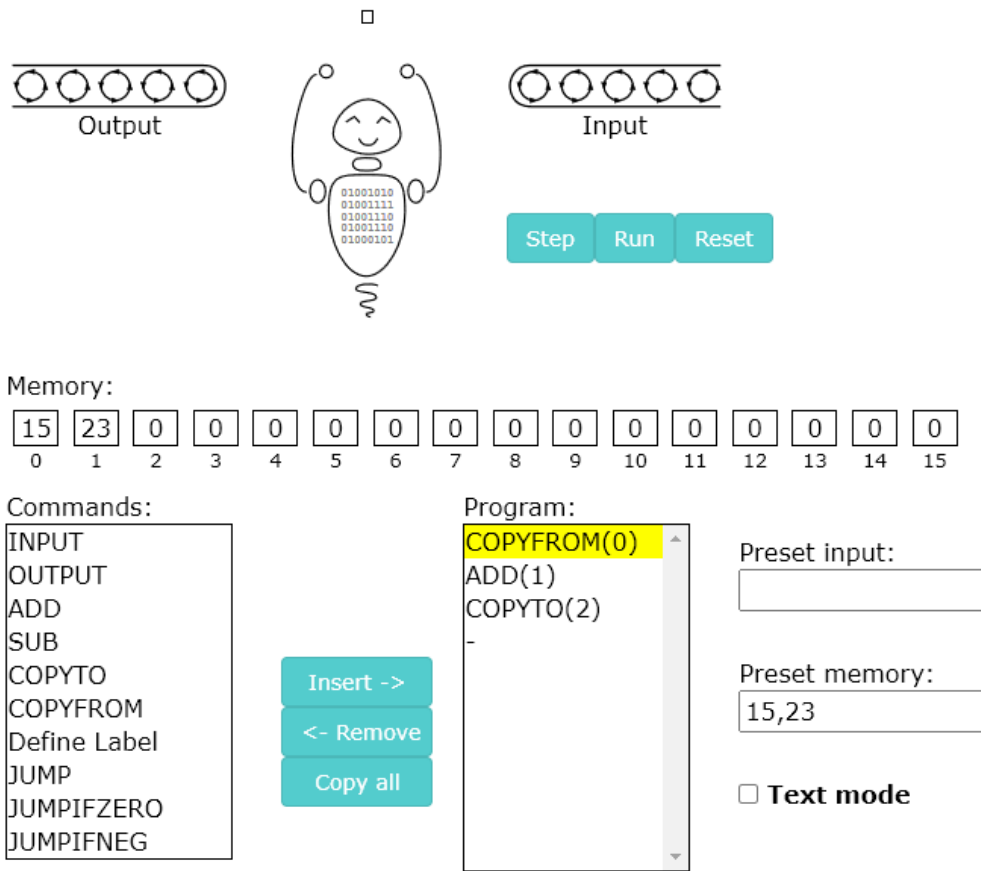 Output
Input
01001010
01001111
01001110
01001110
01000101
Step Run Reset
Memory:
15 23 0 0 0 0 0 0 0 0 0 0 0 0 0 0
0 1 2 3 4 5 6 7 8 9 10 11 12 13 14 15
Commands:
INPUT
OUTPUT
ADD
SUB
COPYTO
COPYFROM
Define Label
JUMP
JUMPIFZERO
JUMPIFNEG
Insert ->
<- Remove
Copy all
Program:
COPYFROM(0)
ADD(1)
COPYTO(2)
-
Preset input:
Preset memory:
15,23
Text mode